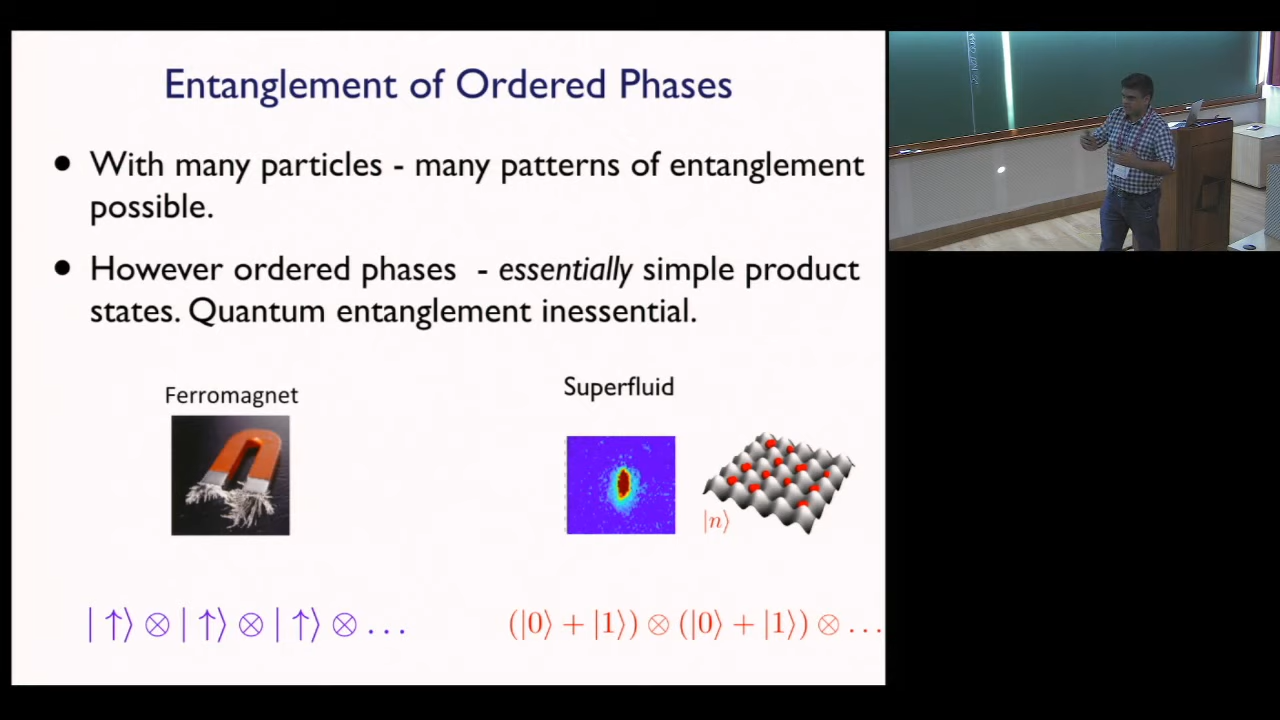 Entanglement of Ordered Phases
• With many particles - many patterns of entanglement
possible.
• However ordered phases - essentially simple product
states. Quantum entanglement inessential.
Ferromagnet
Superfluid
|n⟩
|↑⟩ ⊗ |↑⟩ ⊗ |↑⟩ ⊗ ...
(|0⟩ + |1⟩) ⊗ (|0⟩ + |1⟩) ⊗ ...